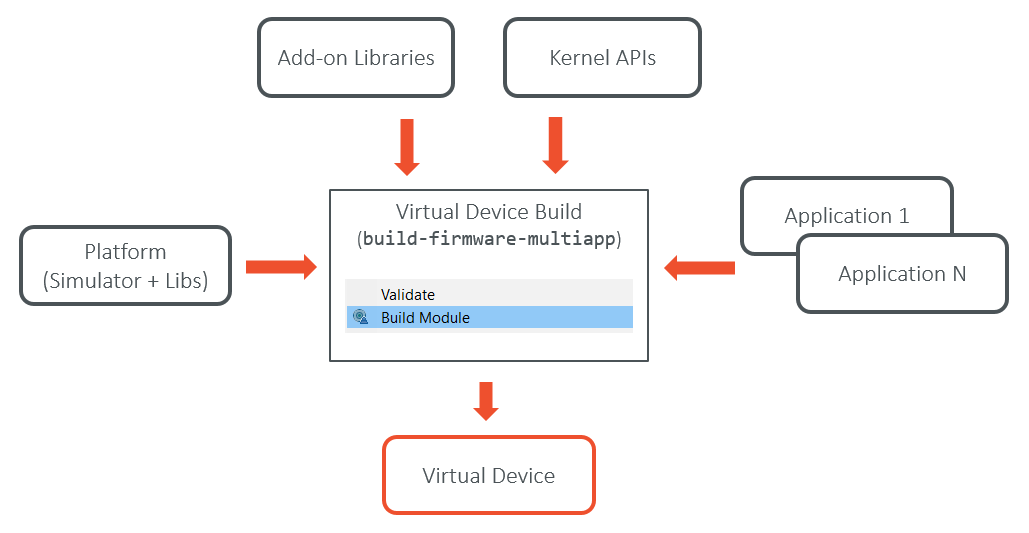 Add-on Libraries
Kernel APIs
Virtual Device Build
(build-firmware-multiapp)
Validate
Build Module
Platform
(Simulator + Libs)
Application 1
Application N
Virtual Device